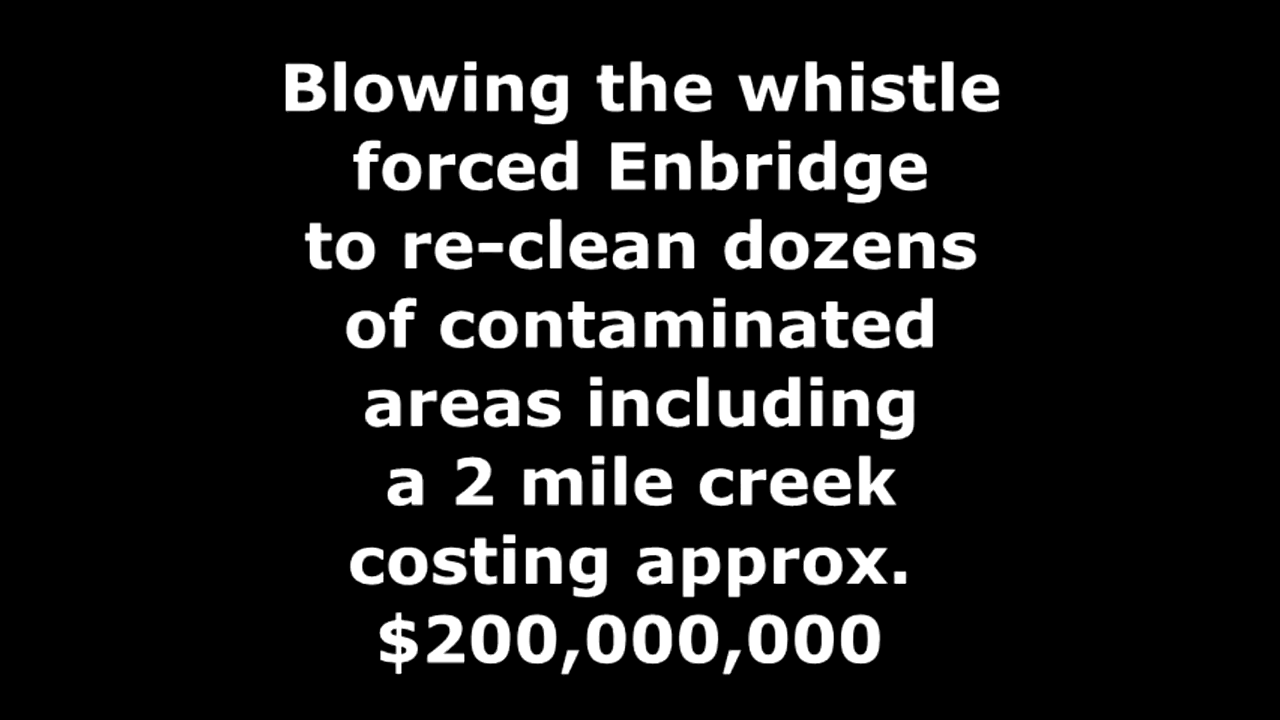 Blowing the whistle
forced Enbridge
to re-clean dozens
of contaminated
areas including
a 2 mile creek
costing approx.
$200,000,000